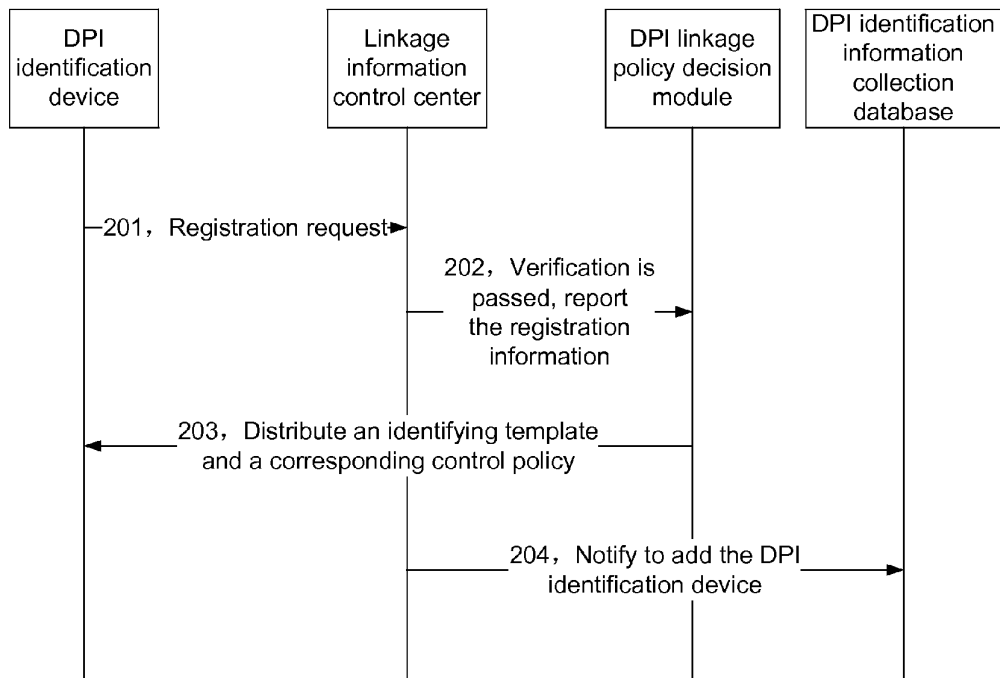 DPI
identification
device
Linkage
information
control center
DPI linkage
policy decision
module
DPI identification
information
collection
database
201，Registration request
202，Verification is
passed, report
the registration
information
203，Distribute an identifying template
and a corresponding control policy
204，Notify to add the DPI
identification device